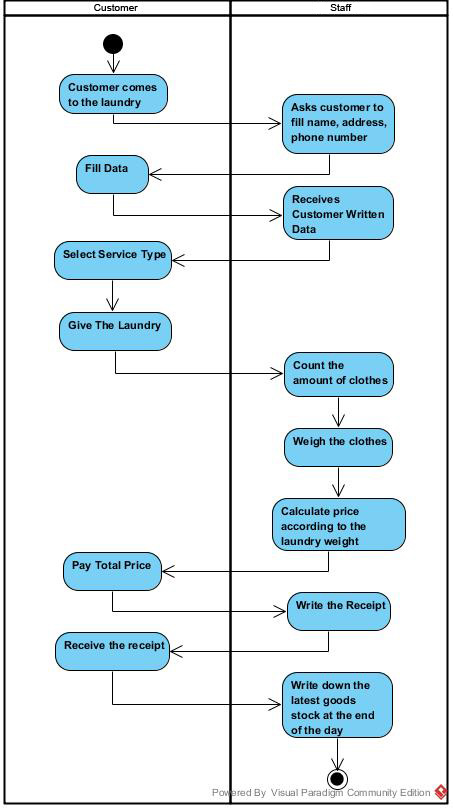 Customer
Staff
Customer comes
to the laundry
Asks customer to
fill name, address,
phone number
Fill Data
Receives
Customer Written
Data
Select Service Type
Give The Laundry
Count the
amount of clothes
Weigh the clothes
Calculate price
according to the
laundry weight
Pay Total Price
Write the Receipt
Receive the receipt
Write down the
latest goods
stock at the end
of the day
Powered By Visual Paradigm Community Edition